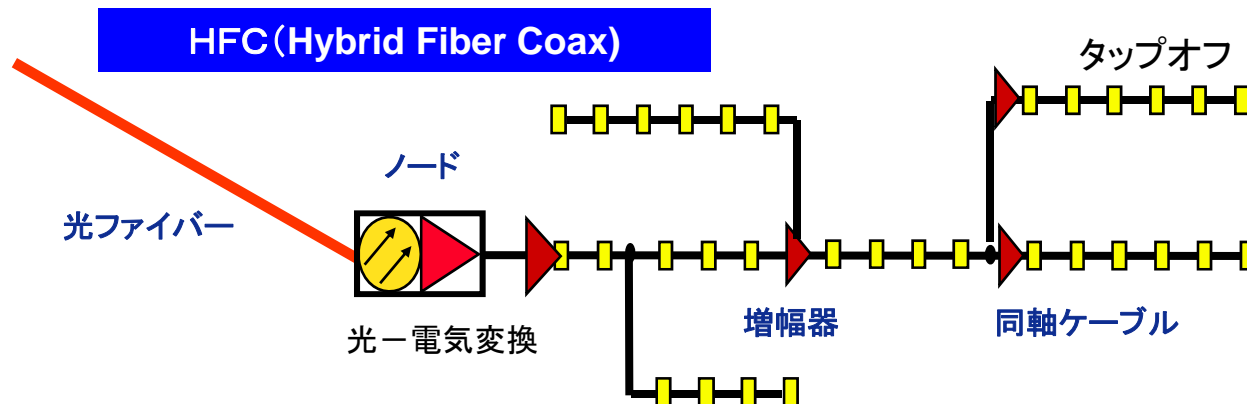 HFC（Hybrid Fiber Coax)
タップオフ
ノード
光ファイバー
増幅器
同軸ケーブル
光－電気変換